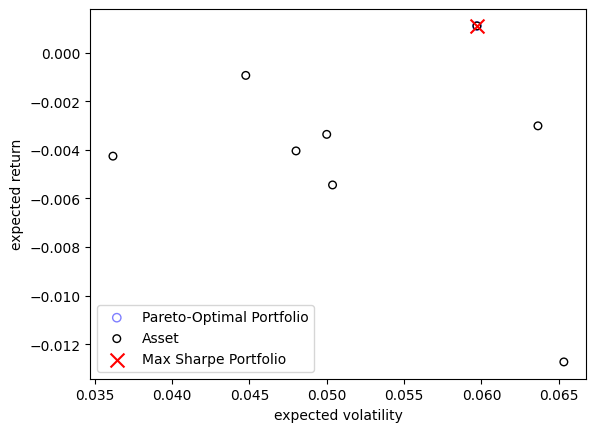 0.000
−0.002
−0.004
−0.006
−0.008
−0.010
−0.012
expected return
Pareto-Optimal Portfolio
Asset
Max Sharpe Portfolio
0.035 0.040 0.045 0.050 0.055 0.060 0.065
expected volatility